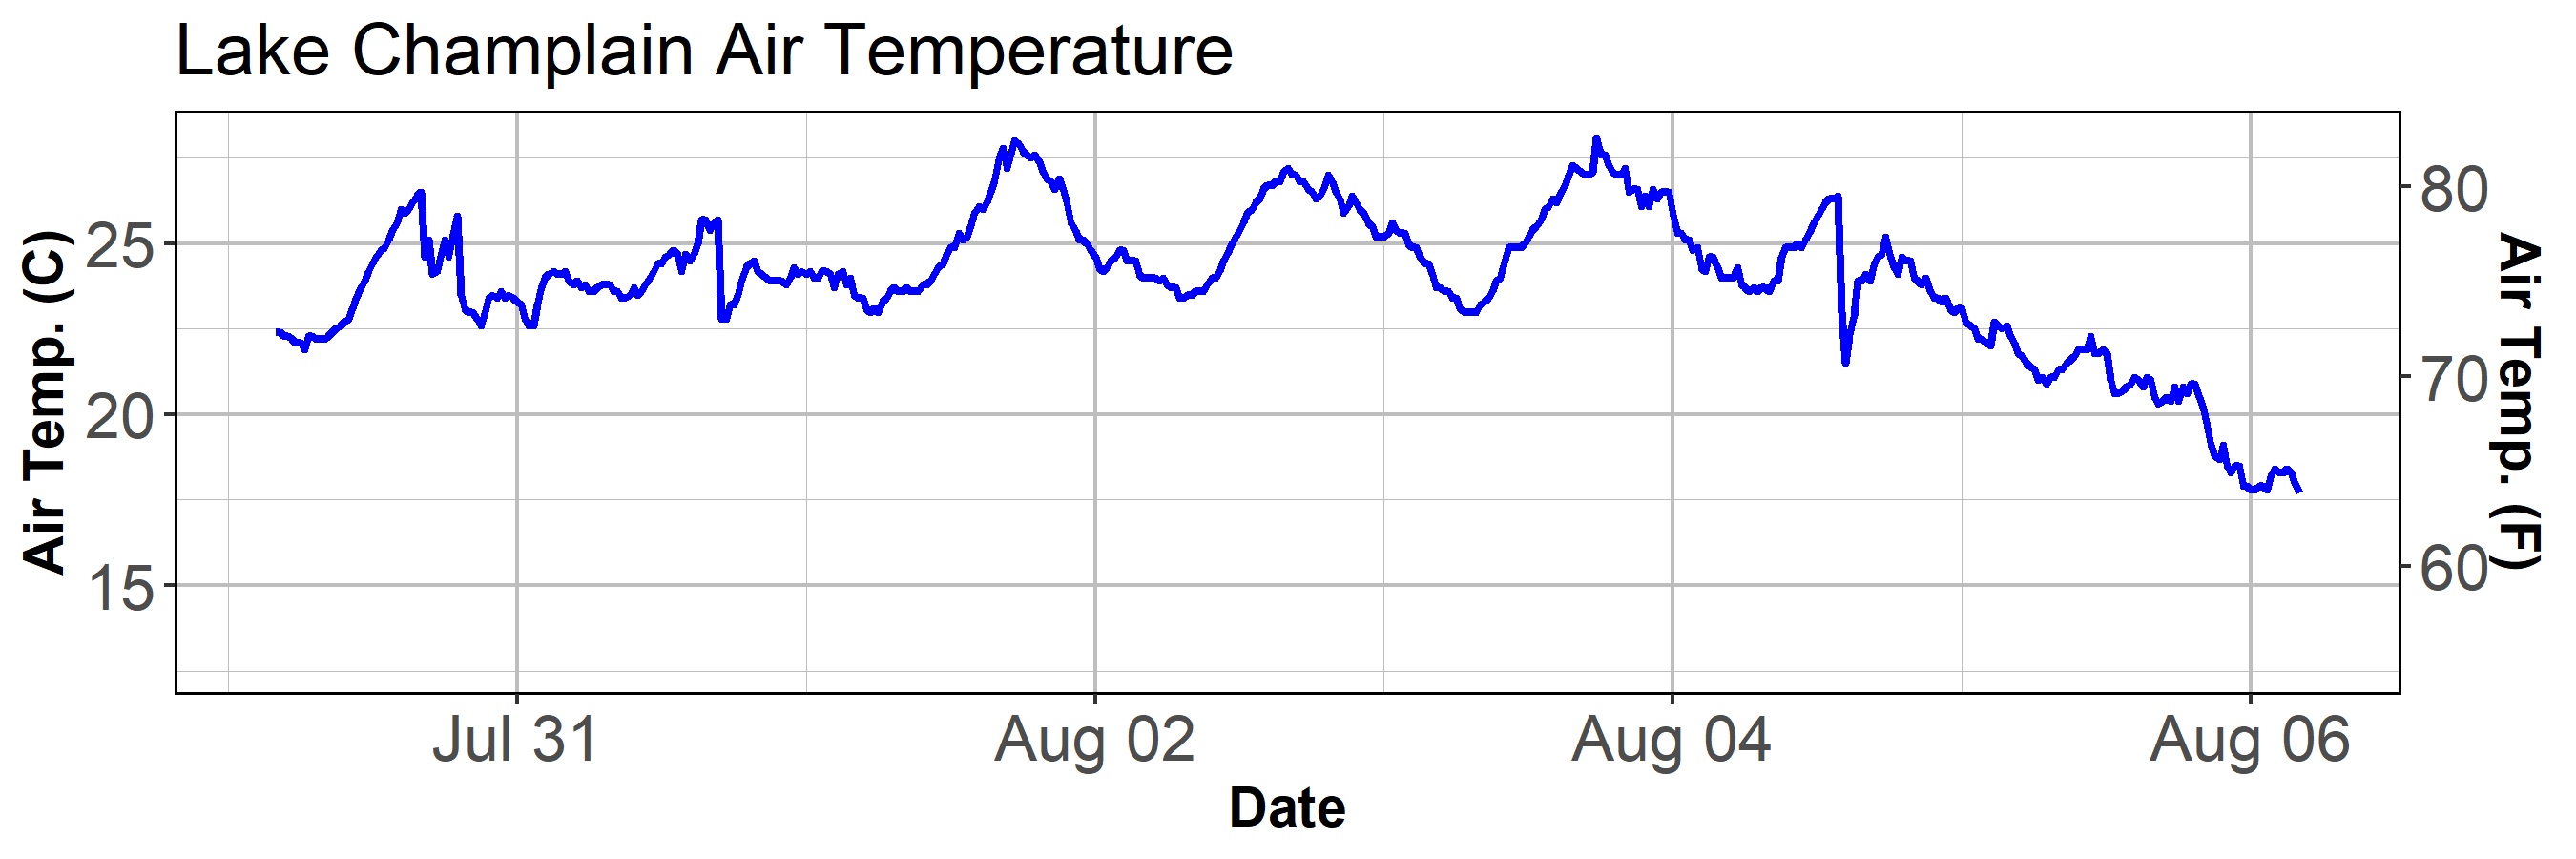 Lake Champlain Air Temperature
Air Temp. (C)
25
20
15
80
70
60
Air Temp. (F)
Jul 31
Aug 02
Aug 04
Aug 06
Date